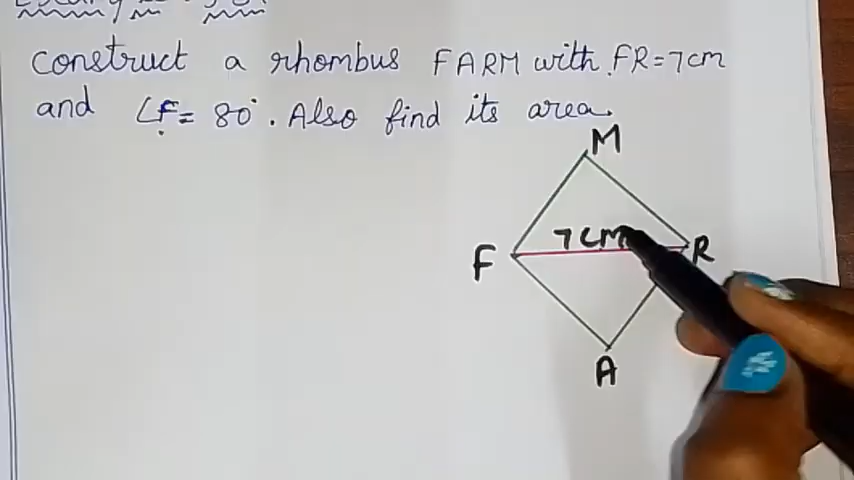 construct a rhombus FARM with FR=7cm
and ∠F= 80°. Also find its area.
M
7cm
F
R
A